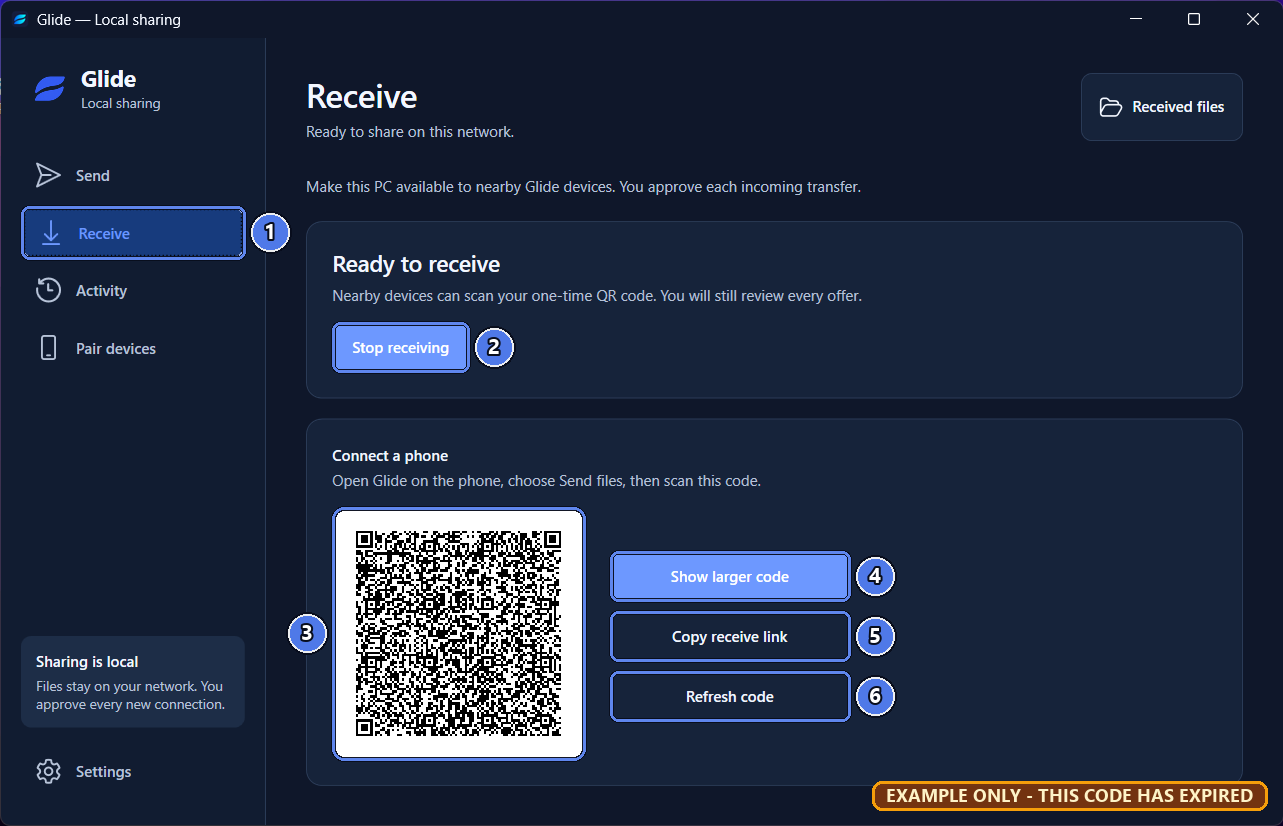 Glide — Local sharing
Glide
Local sharing
Send
Receive
1
Activity
Pair devices
Sharing is local
Files stay on your network. You
approve every new connection.
Settings
Receive
Ready to share on this network.
Received files
Make this PC available to nearby Glide devices. You approve each incoming transfer.
Ready to receive
Nearby devices can scan your one-time QR code. You will still review every offer.
Stop receiving
2
Connect a phone
Open Glide on the phone, choose Send files, then scan this code.
3
Show larger code
4
Copy receive link
5
Refresh code
6
EXAMPLE ONLY - THIS CODE HAS EXPIRED